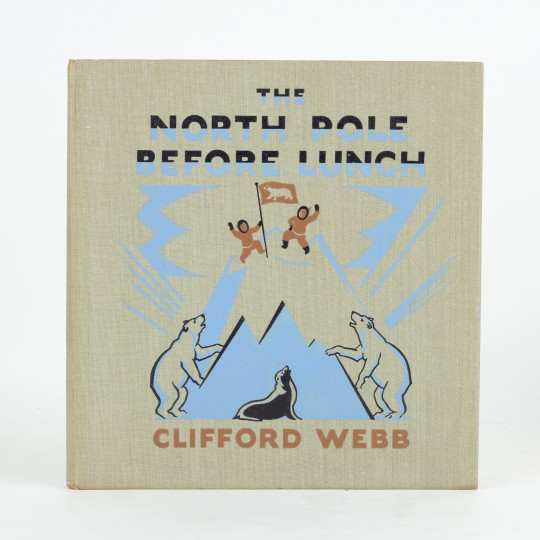 THE
NORTH POLE
BEFORE LUNCH
CLIFFORD WEBB